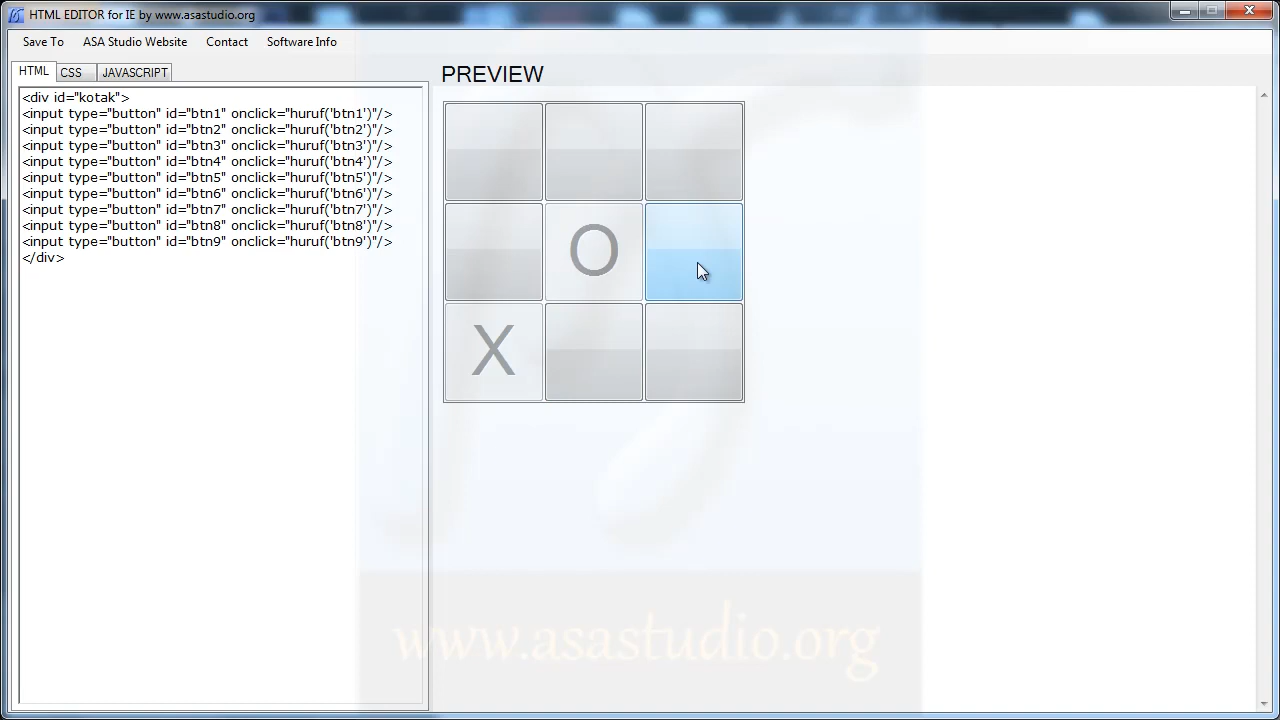 HTML EDITOR for IE by www.asastudio.org
Save To ASA Studio Website Contact Software Info
HTML CSS JAVASCRIPT
PREVIEW
<div id="kotak">
<input type="button" id="btn1" onclick="huruf('btn1')"/>
<input type="button" id="btn2" onclick="huruf('btn2')"/>
<input type="button" id="btn3" onclick="huruf('btn3')"/>
<input type="button" id="btn4" onclick="huruf('btn4')"/>
<input type="button" id="btn5" onclick="huruf('btn5')"/>
<input type="button" id="btn6" onclick="huruf('btn6')"/>
<input type="button" id="btn7" onclick="huruf('btn7')"/>
<input type="button" id="btn8" onclick="huruf('btn8')"/>
<input type="button" id="btn9" onclick="huruf('btn9')"/>
</div>
O
X
www.asastudio.org